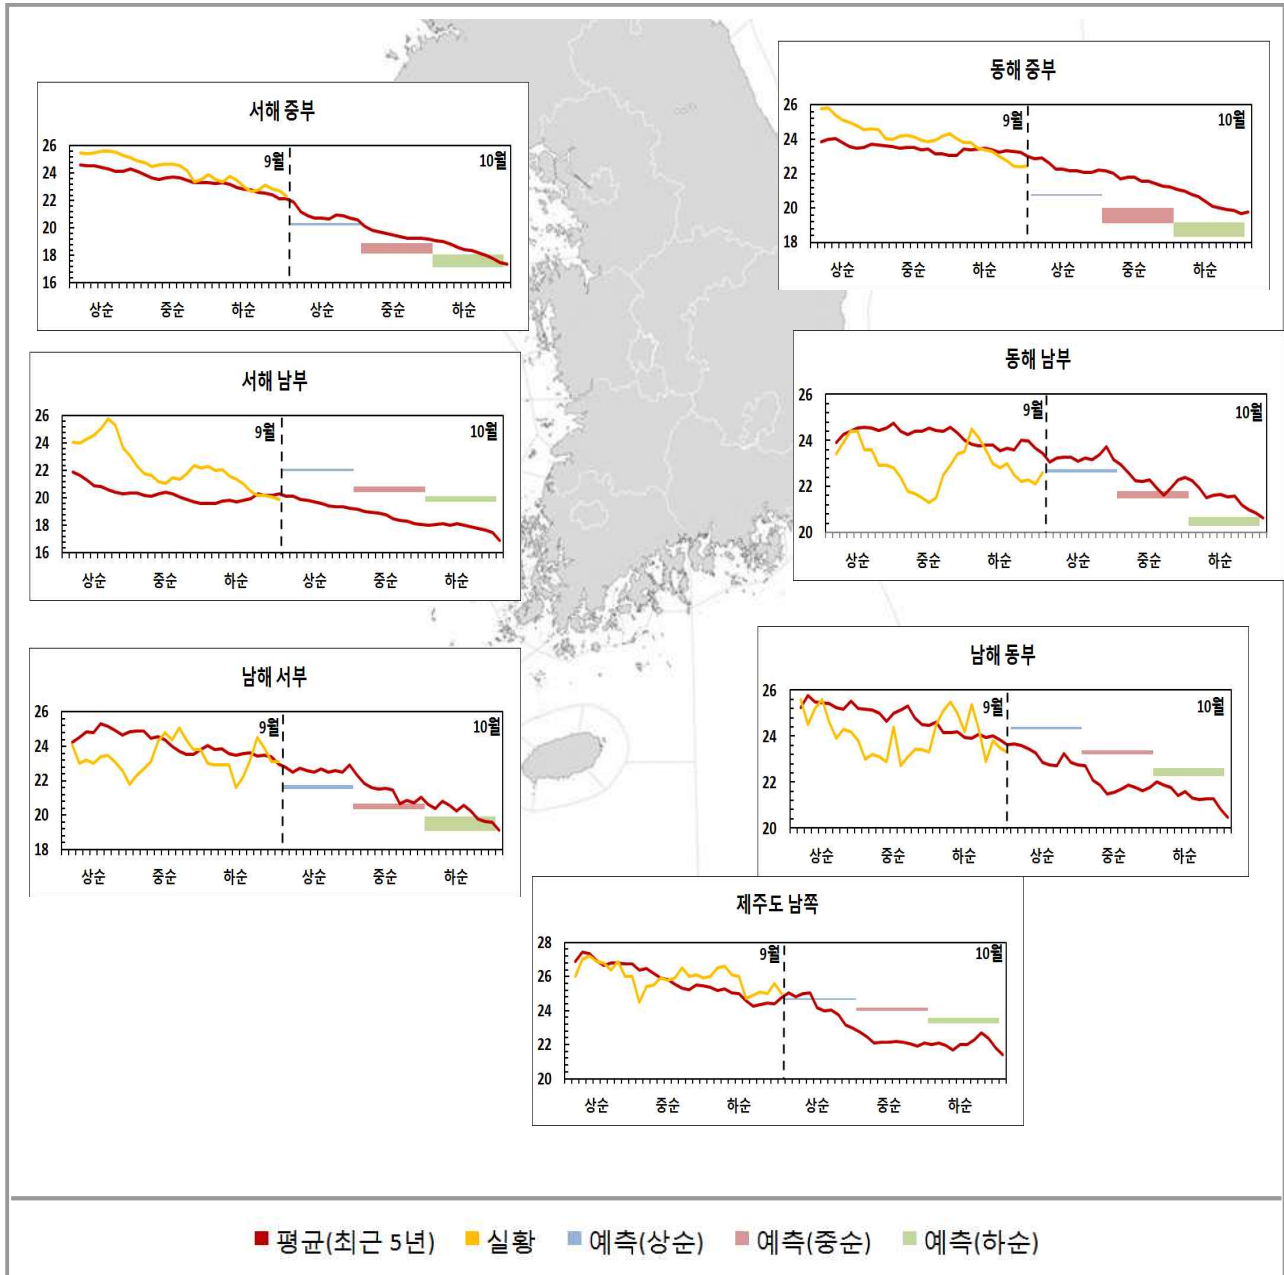 서해 중부
26
24
22
20
18
16
9월
10월
상순 중순 하순 상순 중순 하순
동해 중부
26
24
22
20
18
9월
10월
상순 중순 하순 상순 중순 하순
서해 남부
26
24
22
20
18
16
9월
10월
상순 중순 하순 상순 중순 하순
동해 남부
26
24
22
20
9월
10월
상순 중순 하순 상순 중순 하순
남해 서부
26
24
22
20
18
9월
10월
상순 중순 하순 상순 중순 하순
남해 동부
26
24
22
20
9월
10월
상순 중순 하순 상순 중순 하순
제주도 남쪽
28
26
24
22
20
9월
10월
상순 중순 하순 상순 중순 하순
평균(최근 5년) 실황 예측(상순) 예측(중순) 예측(하순)